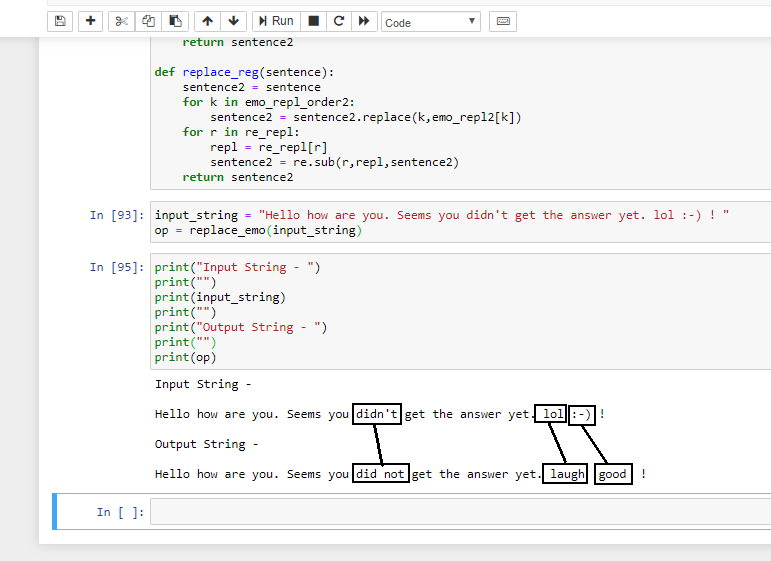 Run Code
return sentence2
def replace_reg(sentence):
sentence2 = sentence
for k in emo_repl_order2:
sentence2 = sentence2.replace(k,emo_repl2[k])
for r in re_repl:
repl = re_repl[r]
sentence2 = re.sub(r,repl,sentence2)
return sentence2
In [93]: input_string = "Hello how are you. Seems you didn't get the answer yet. lol :-) ! "
op = replace_emo(input_string)
In [95]: print("Input String - ")
print("")
print(input_string)
print("")
print("Output String - ")
print("")
print(op)
Input String -
Hello how are you. Seems you didn't get the answer yet. lol :-) !
Output String -
Hello how are you. Seems you did not get the answer yet. laugh good !
In [ ]: